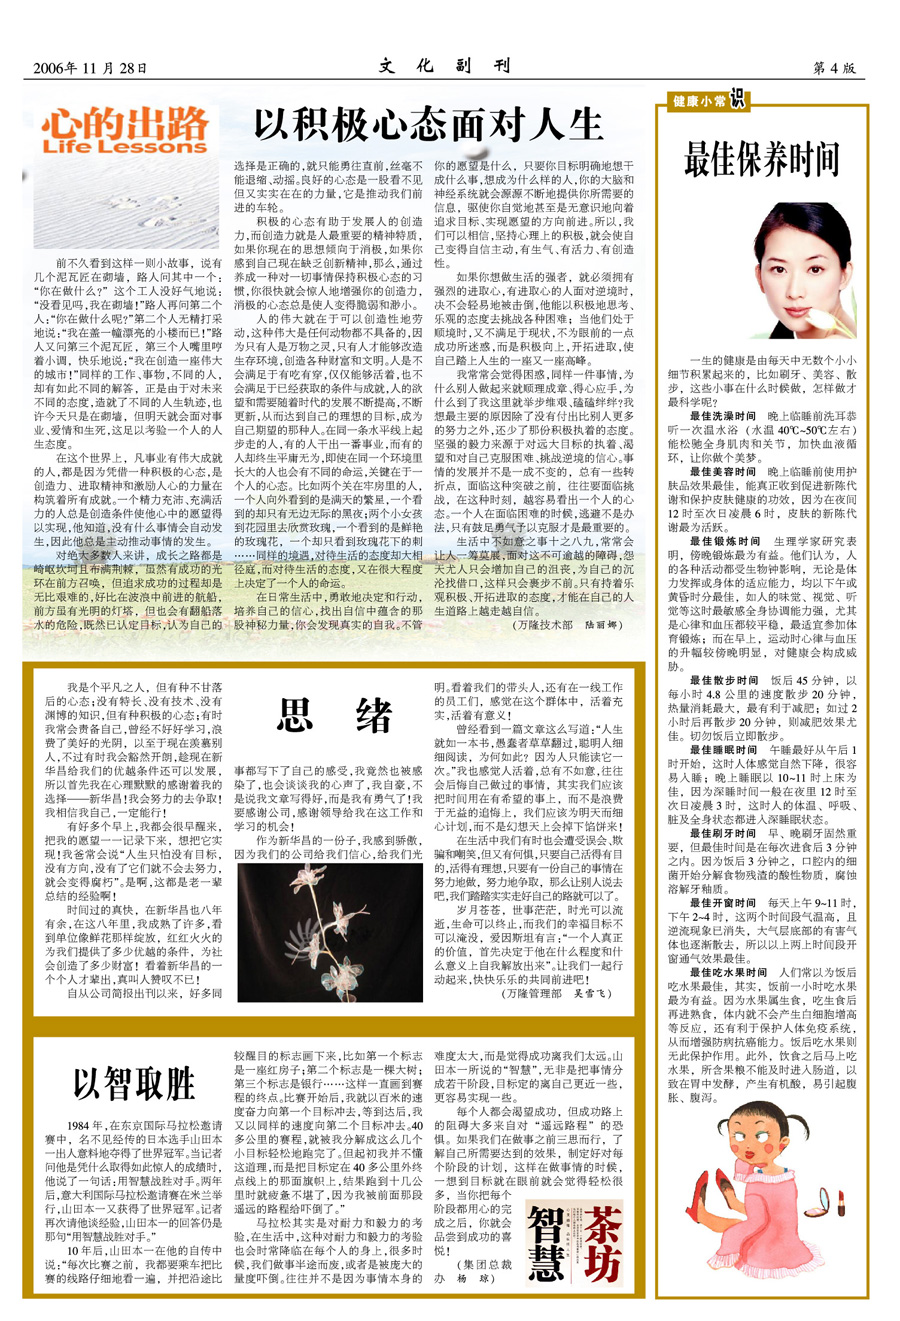 2006年 11 月 28日
文 化 副 刊
第 4 版
心的出路
Life Lessons
以积极心态面对人生
前不久看到这样一则小故事，说有
几个泥瓦匠在砌墙，路人问其中一个：
“你在做什么？”这个工人没好气地说：
“没看见吗，我在砌墙！”路人再问第二个
人：“你在做什么呢？”第二个人无精打采
地说：“我在盖一幢漂亮的小楼而已！”路
人又问第三个泥瓦匠，第三个人嘴里哼
着小调，快乐地说：“我在创造一座伟大
的城市！”同样的工作、事物，不同的人，
却有如此不同的解答，正是由于对未来
不同的态度，造就了不同的人生轨迹，也
许今天只是在砌墙，但明天就会面对事
业、爱情和生死，这足以考验一个人的人
生态度。
在这个世界上，凡事业有伟大成就
的人，都是因为凭借一种积极的心态，是
创造力、进取精神和激励人心的力量在
构筑着所有成就。一个精力充沛、充满活
力的人总是创造条件使他心中的愿望得
以实现，他知道，没有什么事情会自动发
生，因此他总是主动推动事情的发生。
对绝大多数人来讲，成长之路都是
崎岖坎坷且布满荆棘，虽然有成功的光
环在前方召唤，但追求成功的过程却是
无比艰难的，好比在波浪中前进的航船，
前方虽有光明的灯塔，但也会有翻船落
水的危险，既然已认定目标，认为自己的
选择是正确的，就只能勇往直前，丝毫不
能退缩、动摇。良好的心态是一股看不见
但又实实在在的力量，它是推动我们前
进的车轮。
积极的心态有助于发展人的创造
力，而创造力就是人最重要的精神特质，
如果你现在的思想倾向于消极，如果你
感到自己现在缺乏创新精神，那么，通过
养成一种对一切事情保持积极心态的习
惯，你很快就会惊人地增强你的创造力，
消极的心态总是使人变得脆弱和渺小。
人的伟大就在于可以创造性地劳
动，这种伟大是任何动物都不具备的，因
为只有人是万物之灵，只有人才能够改造
生存环境，创造各种财富和文明。人是不
会满足于有吃有穿，仅仅能够活着，也不
会满足于已经获取的条件与成就，人的欲
望和需要随着时代的发展不断提高，不断
更新，从而达到自己的理想的目标，成为
自己期望的那种人。在同一条水平线上起
步走的人，有的人干出一番事业，而有的
人却终生平庸无为，即使在同一个环境里
长大的人也会有不同的命运，关键在于一
个人的心态。比如两个关在牢房里的人，
一个人向外看到的是满天的繁星，一个看
到的却只有无边无际的黑夜；两个小女孩
到花园里去欣赏玫瑰，一个看到的是鲜艳
的玫瑰花，一个却只看到玫瑰花下的刺
……同样的境遇，对待生活的态度却大相
径庭，而对待生活的态度，又在很大程度
上决定了一个人的命运。
在日常生活中，勇敢地决定和行动，
培养自己的信心，找出自信中蕴含的那
股神秘力量，你会发现真实的自我。不管
你的愿望是什么，只要你目标明确地想干
成什么事，想成为什么样的人，你的大脑和
神经系统就会源源不断地提供你所需要的
信息，驱使你自觉地甚至是无意识地向着
追求目标、实现愿望的方向前进。所以，我
们可以相信，坚持心理上的积极，就会使自
己变得自信主动，有生气、有活力、有创造
性。
如果你想做生活的强者，就必须拥有
强烈的进取心，有进取心的人面对逆境时，
决不会轻易地被击倒，他能以积极地思考、
乐观的态度去挑战各种困难；当他们处于
顺境时，又不满足于现状，不为眼前的一点
成功所迷惑，而是积极向上，开拓进取，使
自己踏上人生的一座又一座高峰。
我常常会觉得困惑，同样一件事情，为
什么别人做起来就顺理成章、得心应手，为
什么到了我这里就举步维艰、磕磕绊绊？我
想最主要的原因除了没有付出比别人更多
的努力之外，还少了那份积极执着的态度。
坚强的毅力来源于对远大目标的执着、渴
望和对自己克服困难、挑战逆境的信心。事
情的发展并不是一成不变的，总有一些转
折点，面临这种突破之前，往往要面临挑
战，在这种时刻，越容易看出一个人的心
态。一个人在面临困难的时候，逃避不是办
法，只有鼓足勇气予以克服才是最重要的。
生活中不如意之事十之八九，常常会
让人一筹莫展，面对这不可逾越的障碍，怨
天尤人只会增加自己的沮丧，为自己的沉
沦找借口，这样只会裹步不前。只有持着乐
观积极、开拓进取的态度，才能在自己的人
生道路上越走越自信。
（万隆技术部　陆丽娜）
健康小常识
最佳保养时间
一生的健康是由每天中无数个小小
细节积累起来的，比如刷牙、美容、散
步，这些小事在什么时候做，怎样做才
最科学呢？
最佳洗澡时间　晚上临睡前洗耳恭
听一次温水浴（水温 40℃~50℃左右）
能松驰全身肌肉和关节，加快血液循
环，让你做个美梦。
最佳美容时间　晚上临睡前使用护
肤品效果最佳，能真正收到促进新陈代
谢和保护皮肤健康的功效，因为在夜间
12 时至次日凌晨 6 时，皮肤的新陈代
谢最为活跃。
最佳锻炼时间　生理学家研究表
明，傍晚锻炼最为有益。他们认为，人
的各种活动都受生物钟影响，无论是体
力发挥或身体的适应能力，均以下午或
黄昏时分最佳，如人的味觉、视觉、听
觉等这时最敏感全身协调能力强，尤其
是心律和血压都较平稳，最适宜参加体
育锻炼；而在早上，运动时心律与血压
的升幅较傍晚明显，对健康会构成威
胁。
最佳散步时间　饭后 45 分钟，以
每小时 4.8 公里的速度散步 20 分钟，
热量消耗最大，最有利于减肥；如过 2
小时后再散步 20 分钟，则减肥效果尤
佳。切勿饭后立即散步。
最佳睡眠时间　午睡最好从午后 1
时开始，这时人体感觉自然下降，很容
易入睡；晚上睡眠以 10~11 时上床为
佳，因为深睡时间一般在夜里 12 时至
次日凌晨 3 时，这时人的体温、呼吸、
脏及全身状态都进入深睡眠状态。
最佳刷牙时间　早、晚刷牙固然重
要，但最佳时间是在每次进食后 3 分钟
之内。因为饭后 3 分钟之，口腔内的细
菌开始分解食物残渣的酸性物质，腐蚀
溶解牙釉质。
最佳开窗时间　每天上午 9~11 时，
下午 2~4 时，这两个时间段气温高，且
逆流现象已消失，大气层底部的有害气
体也逐渐散去，所以以上两上时间段开
窗通气效果最佳。
最佳吃水果时间　人们常以为饭后
吃水果最佳，其实，饭前一小时吃水果
最为有益。因为水果属生食，吃生食后
再进熟食，体内就不会产生白细胞增高
等反应，还有利于保护人体免疫系统，
从而增强防病抗癌能力。饭后吃水果则
无此保护作用。此外，饮食之后马上吃
水果，所含果糖不能及时进入肠道，以
致在胃中发酵，产生有机酸，易引起腹
胀、腹泻。
思 绪
我是个平凡之人，但有种不甘落
后的心态；没有特长、没有技术、没有
渊博的知识，但有种积极的心态；有时
我常会责备自己，曾经不好好学习，浪
费了美好的光阴，以至于现在羡慕别
人，不过有时我会豁然开朗，趁现在新
华昌给我们的优越条件还可以发展，
所以首先我在心理默默的感谢着我的
选择——新华昌！我会努力的去争取！
我相信我自己，一定能行！
有好多个早上，我都会很早醒来，
把我的愿望一一记录下来，想把它实
现！我爸常会说“人生只怕没有目标，
没有方向，没有了它们就不会去努力，
就会变得腐朽”。是啊，这都是老一辈
总结的经验啊！
时间过的真快，在新华昌也八年
有余，在这八年里，我成熟了许多，看
到单位像鲜花那样绽放，红红火火的
为我们提供了多少优越的条件，为社
会创造了多少财富！看着新华昌的一
个个人才辈出，真叫人赞叹不已！
自从公司简报出刊以来，好多同
事都写下了自己的感受，我竟然也被感
染了，也会谈谈我的心声了，我自豪，不
是说我文章写得好，而是我有勇气了！我
要感谢公司，感谢领导给我在这工作和
学习的机会！
作为新华昌的一份子，我感到骄傲，
因为我们的公司给我们信心，给我们光
明。看着我们的带头人，还有在一线工作
的员工们，感觉在这个群体中，活着充
实，活着有意义！
曾经看到一篇文章这么写道：“人生
就如一本书，愚蠢者草草翻过，聪明人细
细阅读，为何如此？因为人只能读它一
次。”我也感觉人活着，总有不如意，往往
会后悔自己做过的事情，其实我们应该
把时间用在有希望的事上，而不是浪费
于无益的追悔上，我们应该为明天而细
心计划，而不是幻想天上会掉下馅饼来！
在生活中我们有时也会遭受误会、欺
骗和嘲笑，但又有何惧，只要自己活得有目
的，活得有理想，只要有一份自己的事情在
努力地做，努力地争取，那么让别人说去
吧，我们踏踏实实走好自己的路就可以了。
岁月苍苍，世事茫茫，时光可以流
逝，生命可以终止，而我们的幸福目标不
可以淹没，爱因斯坦有言；“一个人真正
的价值，首先决定于他在什么程度和什
么意义上自我解放出来”。让我们一起行
动起来，快快乐乐的共同前进吧！
（万隆管理部　吴雪飞）
以智取胜
1984 年，在东京国际马拉松邀请
赛中，名不见经传的日本选手山田本
一出人意料地夺得了世界冠军。当记者
问他是凭什么取得如此惊人的成绩时，
他说了一句话：用智慧战胜对手。两年
后，意大利国际马拉松邀请赛在米兰举
行，山田本一又获得了世界冠军。记者
再次请他谈经验，山田本一的回答仍是
那句“用智慧战胜对手。”
10 年后，山田本一在他的自传中
说：“每次比赛之前，我都要乘车把比
赛的线路仔细地看一遍，并把沿途比
较醒目的标志画下来，比如第一个标志
是一座红房子；第二个标志是一棵大树；
第三个标志是银行……这样一直画到赛
程的终点。比赛开始后，我就以百米的速
度奋力向第一个目标冲去，等到达后，我
又以同样的速度向第二个目标冲去。40
多公里的赛程，就被我分解成这么几个
小目标轻松地跑完了。但起初我并不懂
这道理，而是把目标定在 40 多公里外终
点线上的那面旗帜上，结果跑到十几公
里时就疲惫不堪了，因为我被前面那段
遥远的路程给吓倒了。”
马拉松其实是对耐力和毅力的考
验，在生活中，这种对耐力和毅力的考验
也会时常降临在每个人的身上，很多时
候，我们做事半途而废，或者是被庞大的
量度吓倒。往往并不是因为事情本身的
难度太大，而是觉得成功离我们太远。山
田本一所说的“智慧”，无非是把事情分
成若干阶段，目标定的离自己更近一些，
更容易实现一些。
每个人都会渴望成功，但成功路上
的阻碍大多来自对“遥远路程”的恐
惧。如果我们在做事之前三思而行，了
解自己所需要达到的效果，制定好对每
个阶段的计划，这样在做事情的时候，
一想到目标就在眼前就会觉得轻松很
多，当你把每个
阶段都用心的完
成之后，你就会
品尝到成功的喜
悦！
（集团总裁
办　杨　琼）
茶坊
智慧